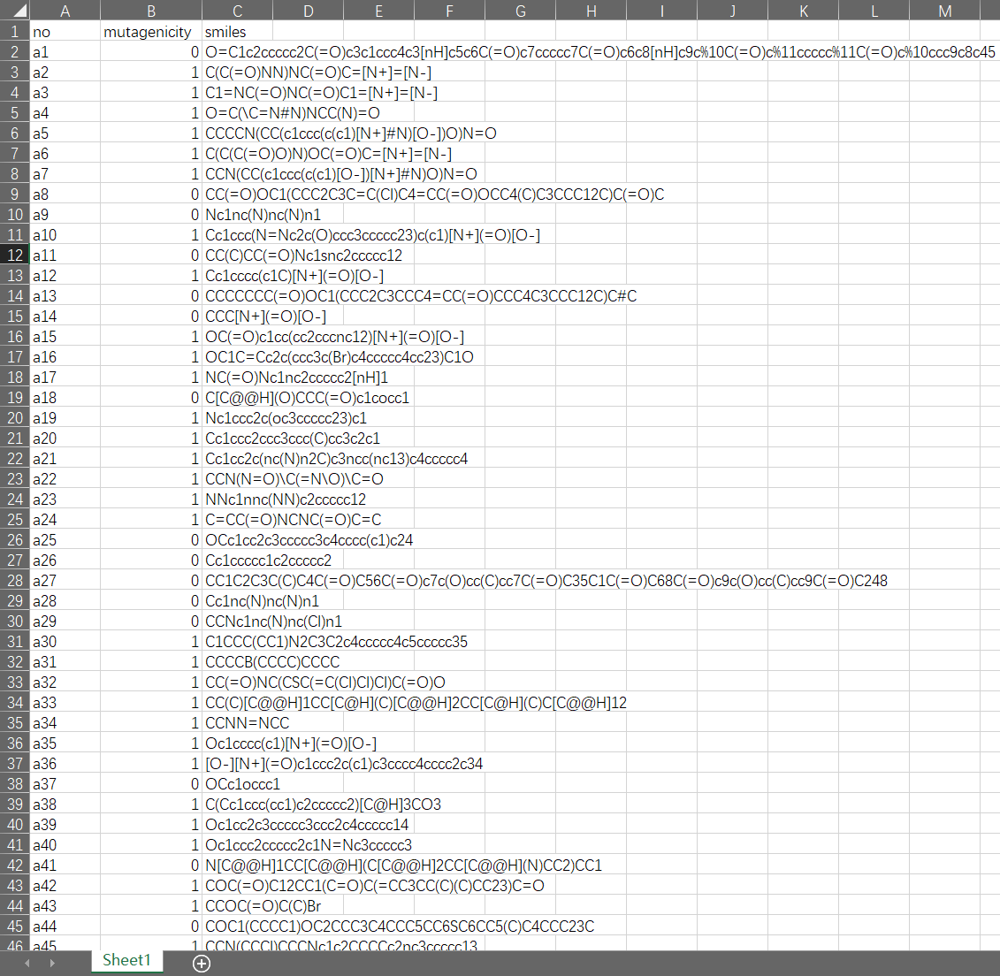 A B C D E F G H I J K L M
1 no mutagenicity smiles
2 a1 0 O=C1c2ccccc2C(=O)c3c1ccc4c3[nH]c5c6C(=O)c7ccccc7C(=O)c6c8[nH]c9c%10C(=O)c%11ccccc%11C(=O)c%10ccc9c8c45
3 a2 1 C(C(=O)NN)NC(=O)C=[N+]=[N-]
4 a3 1 C1=NC(=O)NC(=O)C1=[N+]=[N-]
5 a4 1 O=C(\C=N#N)NCC(N)=O
6 a5 1 CCCCN(CC(c1ccc(c(c1)[N+]#N)[O-])O)N=O
7 a6 1 C(C(C(=O)O)N)OC(=O)C=[N+]=[N-]
8 a7 1 CCN(CC(c1ccc(c(c1)[O-])[N+]#N)O)N=O
9 a8 0 CC(=O)OC1(CCC2C3C=C(Cl)C4=CC(=O)OCC4(C)C3CCC12C)C(=O)C
10 a9 0 Nc1nc(N)nc(N)n1
11 a10 1 Cc1ccc(N=Nc2c(O)ccc3ccccc23)c(c1)[N+](=O)[O-]
12 a11 0 CC(C)CC(=O)Nc1snc2ccccc12
13 a12 1 Cc1cccc(c1C)[N+](=O)[O-]
14 a13 0 CCCCCCC(=O)OC1(CCC2C3CCC4=CC(=O)CCC4C3CCC12C)C#C
15 a14 0 CCC[N+](=O)[O-]
16 a15 1 OC(=O)c1cc(cc2cccnc12)[N+](=O)[O-]
17 a16 1 OC1C=Cc2c(ccc3c(Br)c4ccccc4cc23)C1O
18 a17 1 NC(=O)Nc1nc2ccccc2[nH]1
19 a18 0 C[C@@H](O)CCC(=O)c1cocc1
20 a19 1 Nc1ccc2c(oc3ccccc23)c1
21 a20 1 Cc1ccc2ccc3ccc(C)cc3c2c1
22 a21 1 Cc1cc2c(nc(N)n2C)c3ncc(nc13)c4ccccc4
23 a22 1 CCN(N=O)\C(=N\O)\C=O
24 a23 1 NNc1nnc(NN)c2ccccc12
25 a24 1 C=CC(=O)NCNC(=O)C=C
26 a25 0 OCc1cc2c3ccccc3c4cccc(c1)c24
27 a26 0 Cc1ccccc1c2ccccc2
28 a27 0 CC1C2C3C(C)C4C(=O)C56C(=O)c7c(O)cc(C)cc7C(=O)C35C1C(=O)C68C(=O)c9c(O)cc(C)cc9C(=O)C248
29 a28 0 Cc1nc(N)nc(N)n1
30 a29 0 CCNc1nc(N)nc(Cl)n1
31 a30 1 C1CCC(CC1)N2C3C2c4ccccc4c5ccccc35
32 a31 1 CCCCB(CCCC)CCCC
33 a32 1 CC(=O)NC(CSC(=C(Cl)Cl)Cl)C(=O)O
34 a33 1 CC(C)[C@@H]1CC[C@H](C)[C@@H]2CC[C@H](C)C[C@@H]12
35 a34 1 CCNN=NCC
36 a35 1 Oc1cccc(c1)[N+](=O)[O-]
37 a36 1 [O-][N+](=O)c1ccc2c(c1)c3cccc4cccc2c34
38 a37 0 OCc1occc1
39 a38 1 C(Cc1ccc(cc1)c2ccccc2)[C@H]3CO3
40 a39 1 Oc1cc2c3ccccc3ccc2c4ccccc14
41 a40 1 Oc1ccc2ccccc2c1N=Nc3ccccc3
42 a41 0 N[C@@H]1CC[C@@H](C[C@@H]2CC[C@@H](N)CC2)CC1
43 a42 1 COC(=O)C12CC1(C=O)C(=CC3CC(C)(C)CC23)C=O
44 a43 1 CCOC(=O)C(C)Br
45 a44 0 COC1(CCCC1)OC2CCC3C4CCC5CC6SC6CC5(C)C4CCC23C
46 a45 1 CCN(CCCl)CCCNc1c2CCCCc2nc3ccccc13
Sheet1